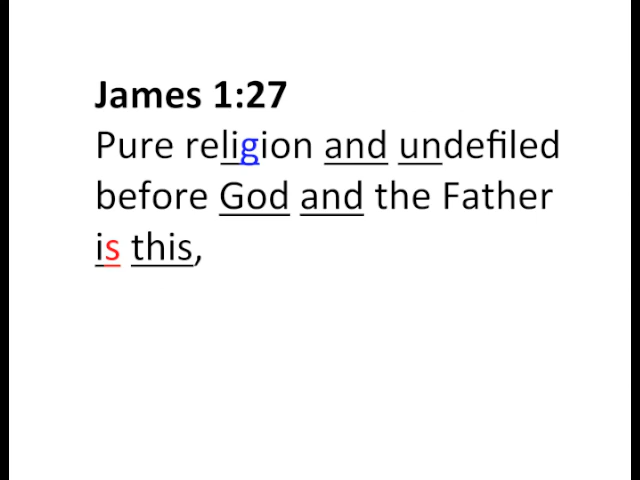 James 1:27
Pure religion and undefiled
before God and the Father
is this,